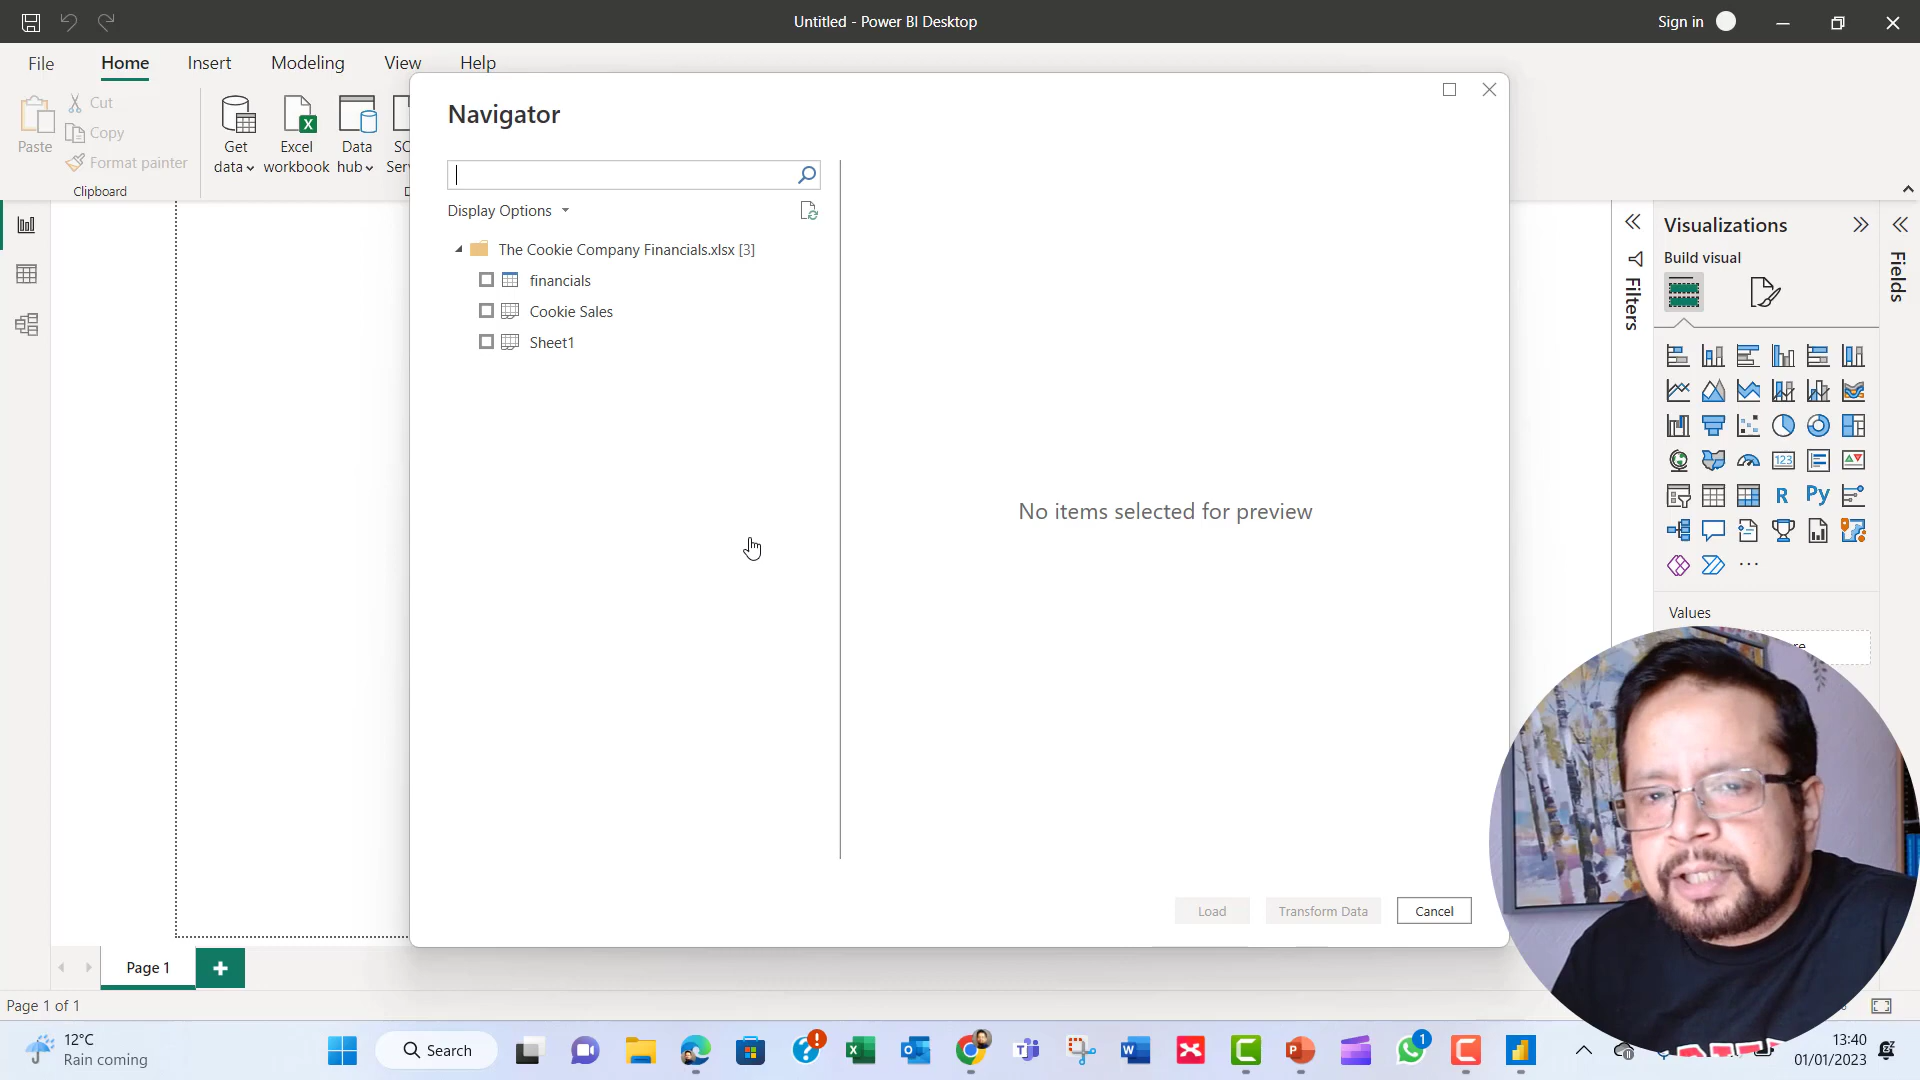 Untitled - Power BI Desktop
Sign in
File Home Insert Modeling View Help
Paste
Cut
Copy
Format painter
Clipboard
Get data
Excel workbook
Data hub
Navigator
Display Options
The Cookie Company Financials.xlsx [3]
financials
Cookie Sales
Sheet1
No items selected for preview
Load
Transform Data
Cancel
Filters
Visualizations
Build visual
123
R
Py
Values
Fields
Page 1
Page 1 of 1
12°C
Rain coming
Search
1
13:40
01/01/2023